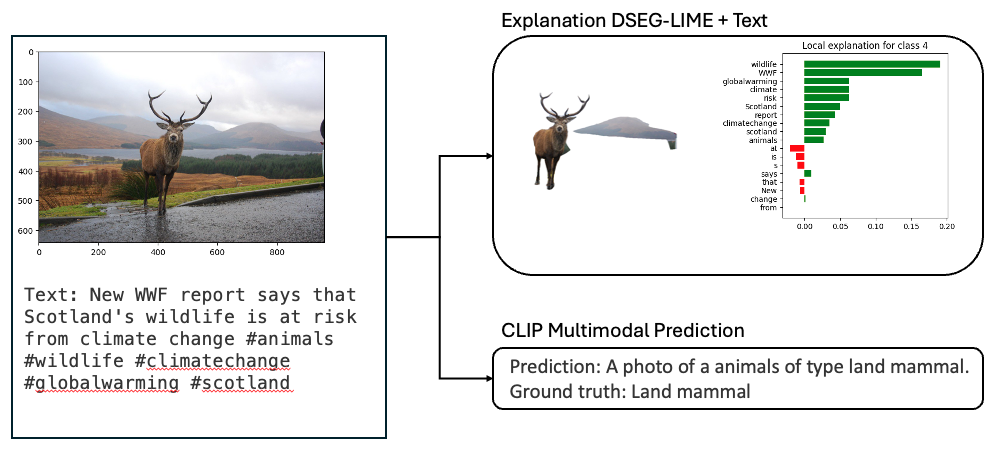 Explanation DSEG-LIME + Text
0
100
200
300
400
500
600
0 200 400 600 800
Text: New WWF report says that
Scotland's wildlife is at risk
from climate change #animals
#wildlife #climatechange
#globalwarming #scotland
Local explanation for class 4
wildlife
WWF
globalwarming
climate
risk
Scotland
report
climatechange
scotland
animals
at
is
s
says
that
New
change
from
0.00 0.05 0.10 0.15 0.20
CLIP Multimodal Prediction
Prediction: A photo of a animals of type land mammal.
Ground truth: Land mammal